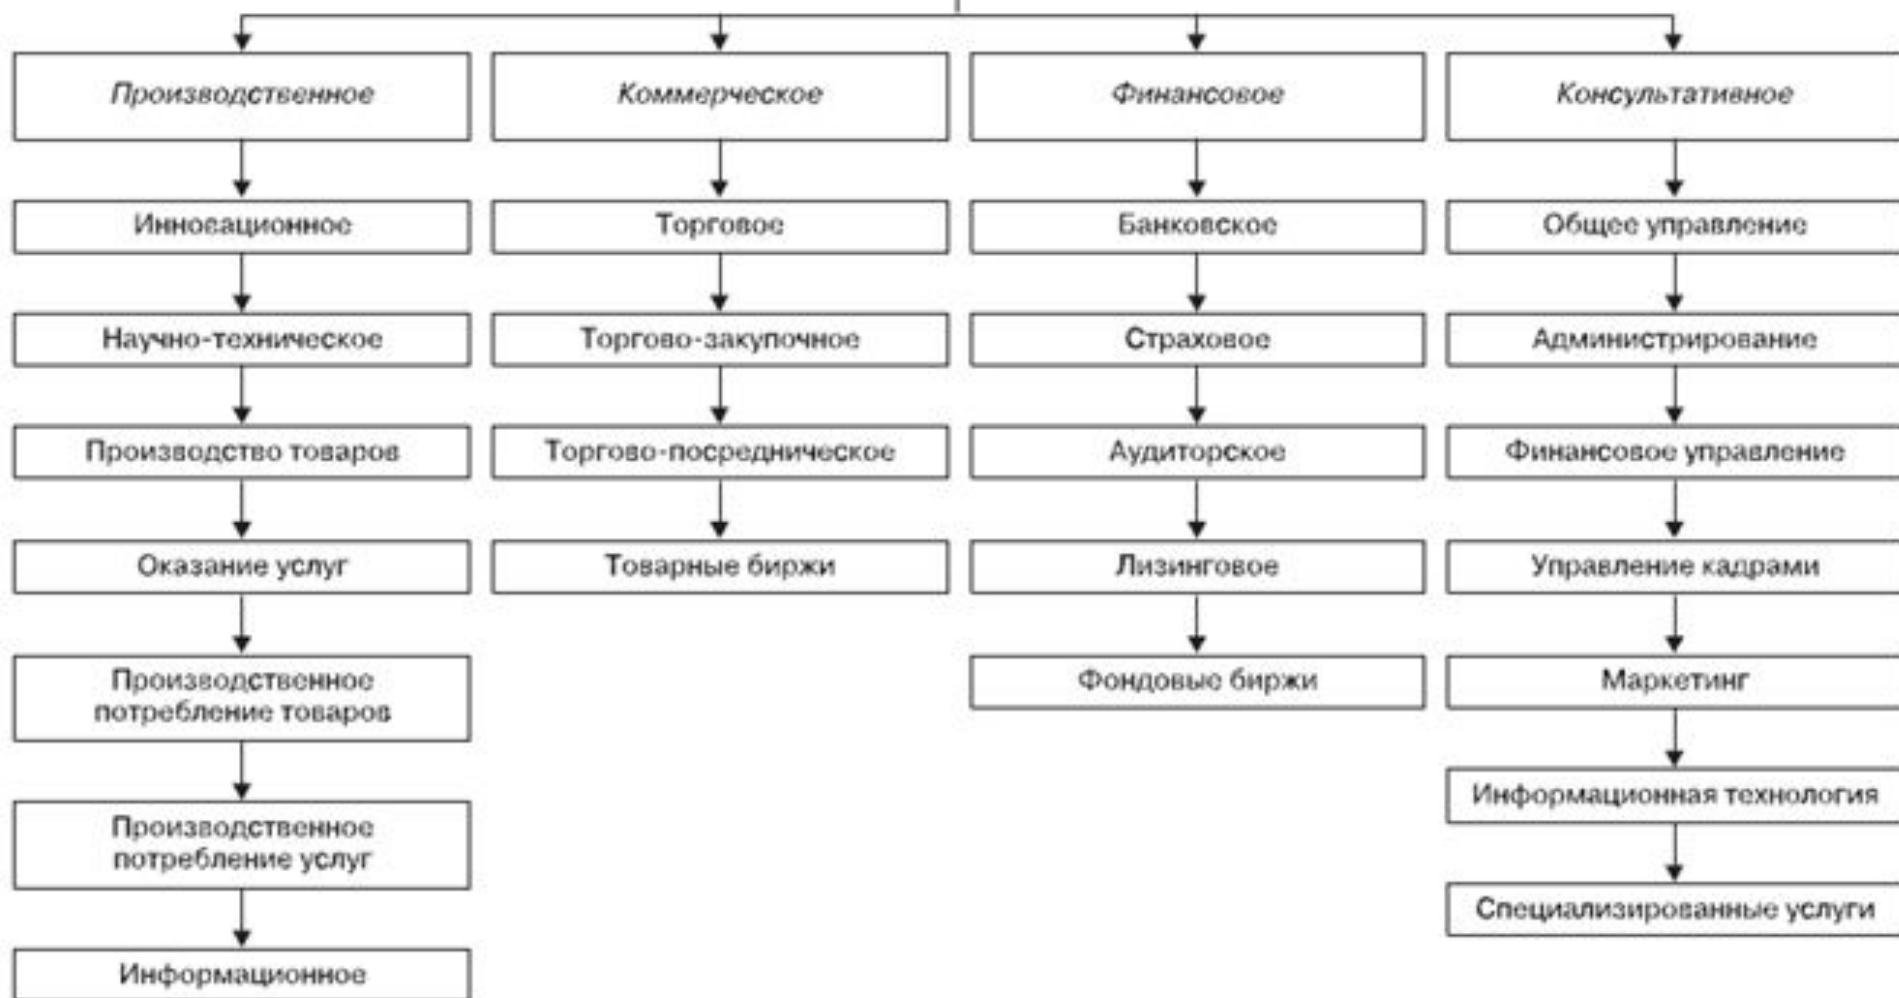 Производственное
Коммерческое
Финансовое
Консультативное
Инновационное
Торговое
Банковское
Общее управление
Научно-техническое
Торгово-закупочное
Страховое
Администрирование
Производство товаров
Торгово-посредническое
Аудиторское
Финансовое управление
Оказание услуг
Товарные биржи
Лизинговое
Управление кадрами
Производственное
потребление товаров
Фондовые биржи
Маркетинг
Производственное
потребление услуг
Информационная технология
Специализированные услуги
Информационное